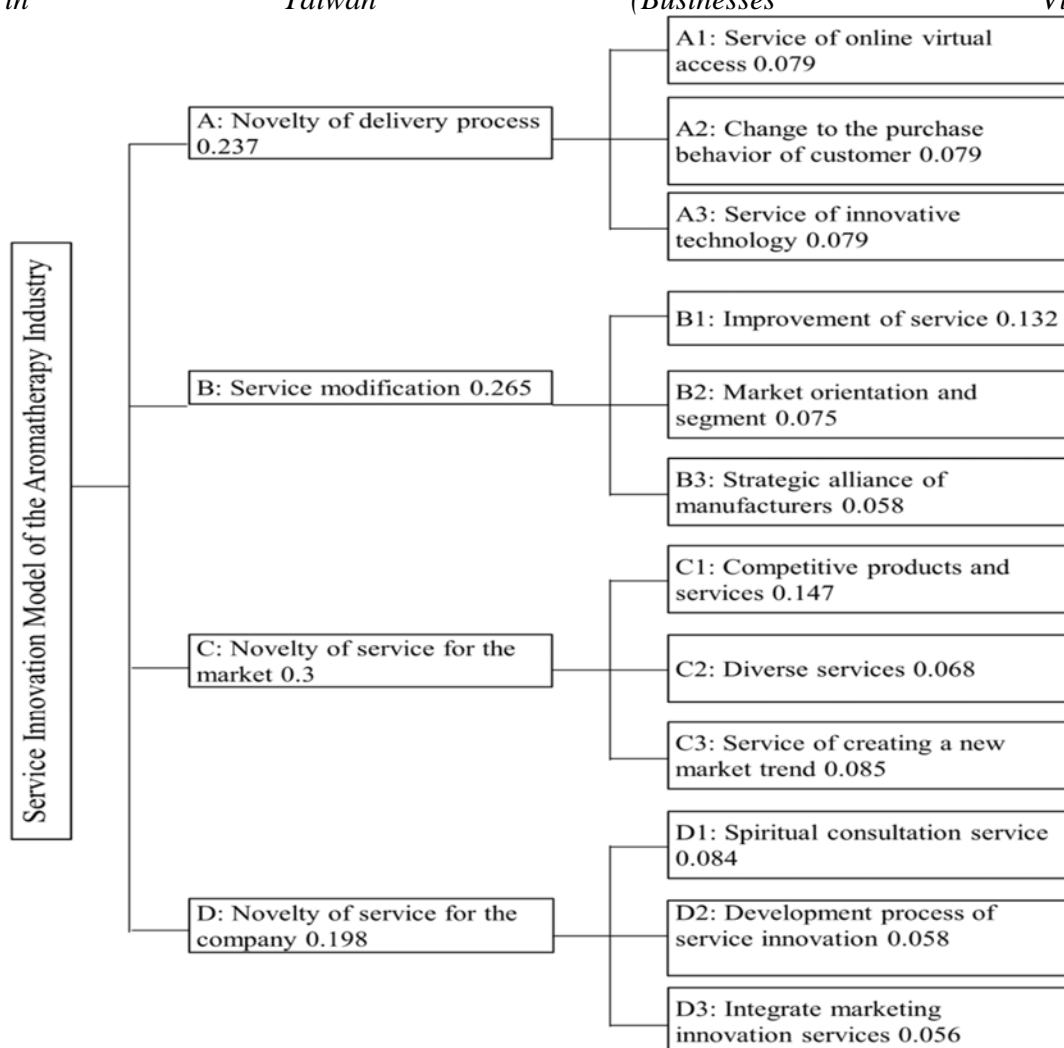 in Taiwan (Businesses
Service Innovation Model of the Aromatherapy Industry
A: Novelty of delivery process
0.237
A1: Service of online virtual
access 0.079
A2: Change to the purchase
behavior of customer 0.079
A3: Service of innovative
technology 0.079
B: Service modification 0.265
B1: Improvement of service 0.132
B2: Market orientation and
segment 0.075
B3: Strategic alliance of
manufacturers 0.058
C: Novelty of service for the
market 0.3
C1: Competitive products and
services 0.147
C2: Diverse services 0.068
C3: Service of creating a new
market trend 0.085
D: Novelty of service for the
company 0.198
D1: Spiritual consultation service
0.084
D2: Development process of
service innovation 0.058
D3: Integrate marketing
innovation services 0.056